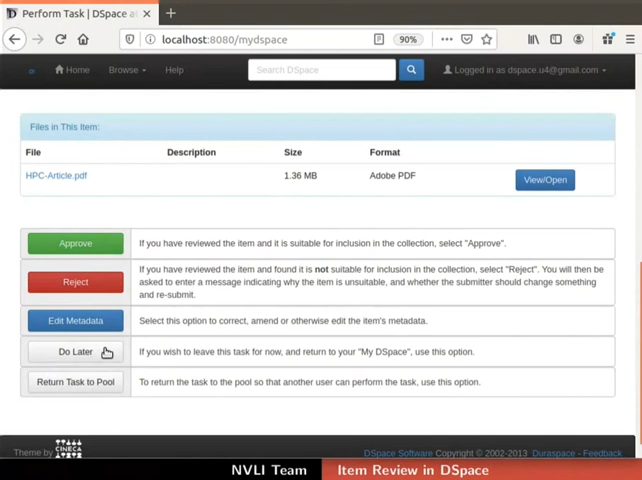 Perform Task | DSpace a
localhost:8080/mydspace
90%
Home
Browse
Help
Search DSpace
Logged in as dspace.u4@gmail.com
Files in This Item:
File Description Size Format
HPC-Article.pdf 1.36 MB Adobe PDF View/Open
Approve
If you have reviewed the item and it is suitable for inclusion in the collection, select "Approve".
Reject
If you have reviewed the item and found it is not suitable for inclusion in the collection, select "Reject". You will then be
asked to enter a message indicating why the item is unsuitable, and whether the submitter should change something
and re-submit.
Edit Metadata
Select this option to correct, amend or otherwise edit the item's metadata.
Do Later
If you wish to leave this task for now, and return to your "My DSpace", use this option.
Return Task to Pool
To return the task to the pool so that another user can perform the task, use this option.
Theme by CINECA
DSpace Software Copyright © 2002-2013 Duraspace - Feedback
NVLI Team
Item Review in DSpace